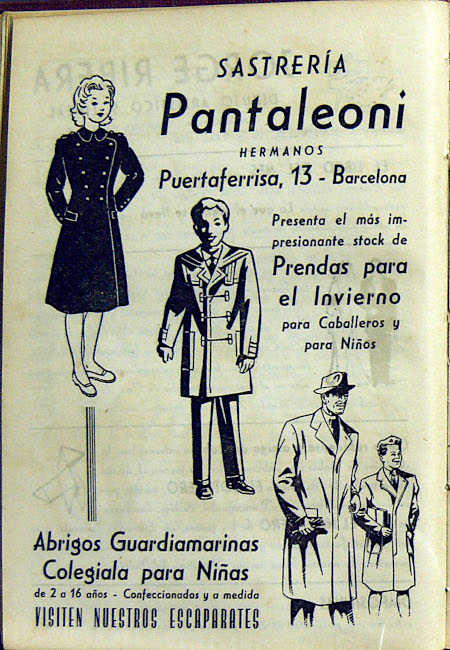 SASTRERÍA
Pantaleoni
HERMANOS
Puertaferrisa, 13 - Barcelona
Presenta el más im-
presionante stock de
Prendas para
el Invierno
para Caballeros y
para Niños
Abrigos Guardiamarinas
Colegiala para Niñas
de 2 a 16 años - Confeccionados y a medida
VISITEN NUESTROS ESCAPARATES